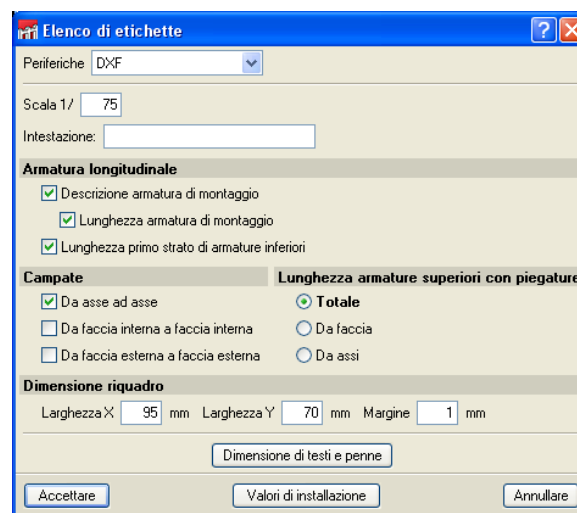 Elenco di etichette
Periferiche DXF
Scala 1/ 75
Intestazione:
Armatura longitudinale
Descrizione armatura di montaggio
Lunghezza armatura di montaggio
Lunghezza primo strato di armature inferiori
Campate Lunghezza armature superiori con piegature
Da asse ad asse Totale
Da faccia interna a faccia interna Da faccia
Da faccia esterna a faccia esterna Da assi
Dimensione riquadro
Larghezza X 95 mm Larghezza Y 70 mm Margine 1 mm
Dimensione di testi e penne
Accettare Valori di installazione Annullare